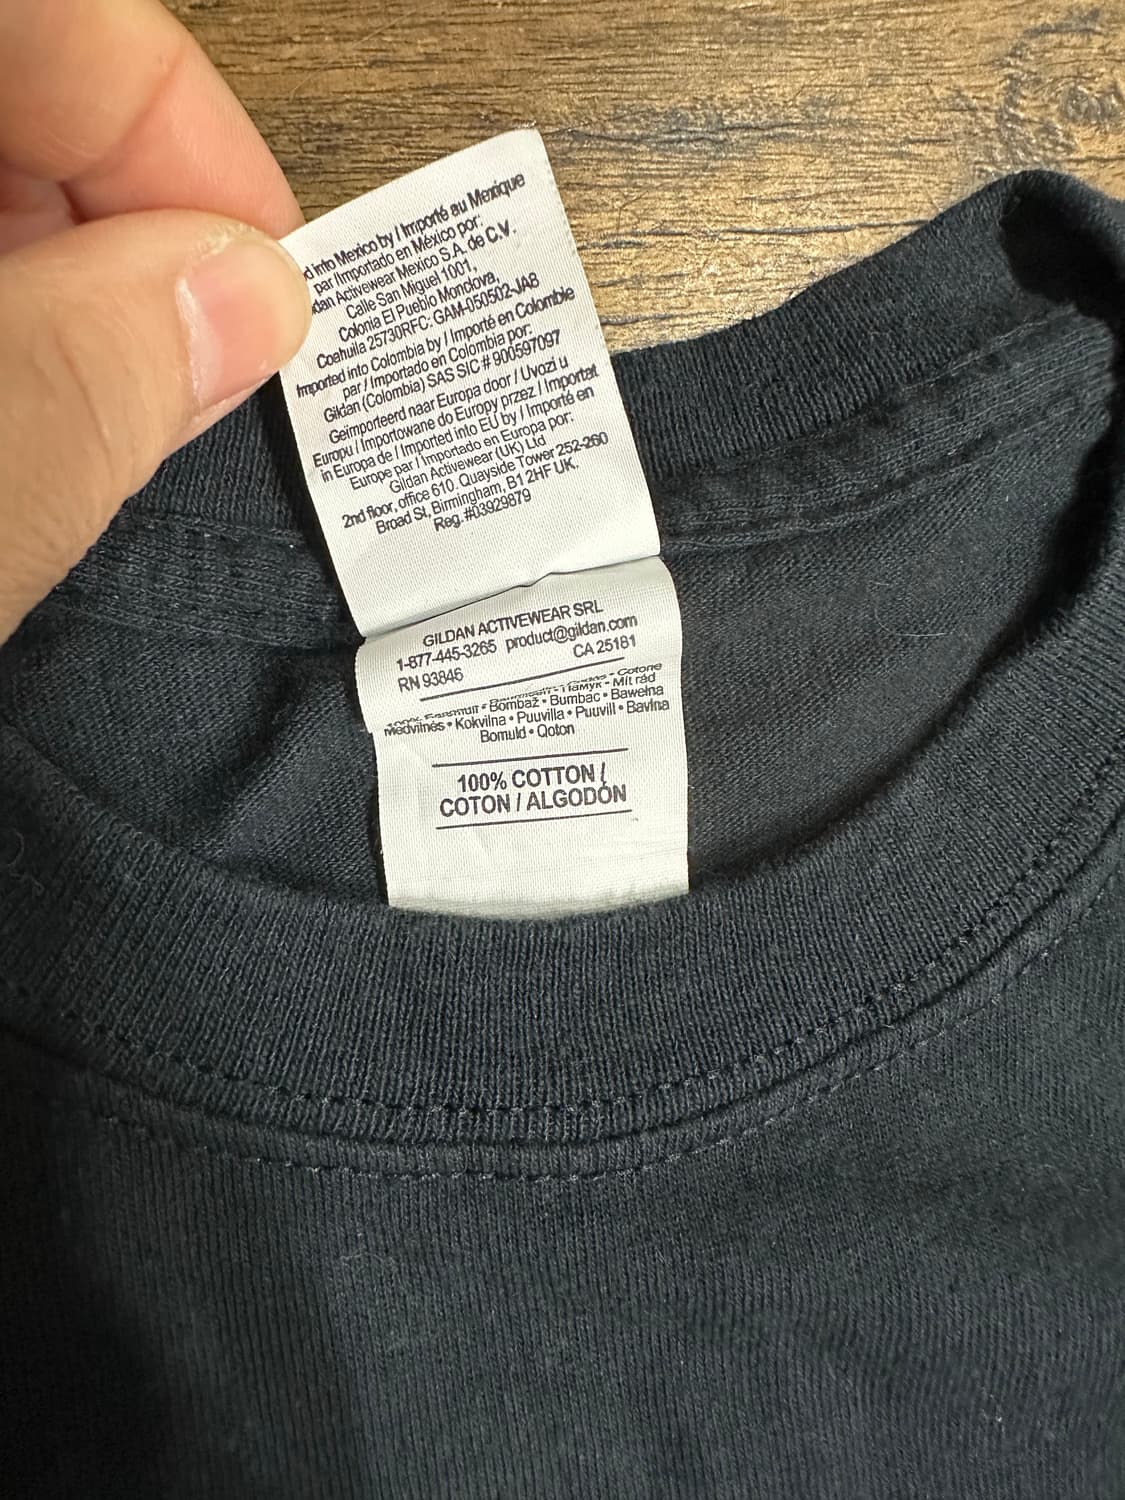 into Mexico by / Importé au Mexique
par / Importado en México por:
Activewear Mexico S.A. de C.V.
Calle San Miguel 1001,
Colonia El Pueblo Monclova,
Coahuila 25730RFC: GAM-050502-JA8
Imported into Colombia by / Importé en Colombie
par / Importado en Colombia por:
Gildan (Colombia) SAS SIC # 900597097
Geïmporteerd naar Europa door / Uvozi u
Europu / Importowane do Europy przez / Importat
in Europa de / Imported into EU by / Importé en
Europe par / Importado en Europa por:
Gildan Activewear (UK) Ltd
2nd floor, office 610. Quayside Tower 252-260
Broad St, Birmingham, B1 2HF UK.
Reg. #03929879
GILDAN ACTIVEWEAR SRL
1-877-445-3265 product@gildan.com
CA 25181
RN 93846
Cotone
100% • Bombaž • Bumbac • Bawełna
Medvilnės • Kokvilna • Puuvilla • Puuvill • Bavlna
Bomuld • Qoton
100% COTTON /
COTON / ALGODÓN